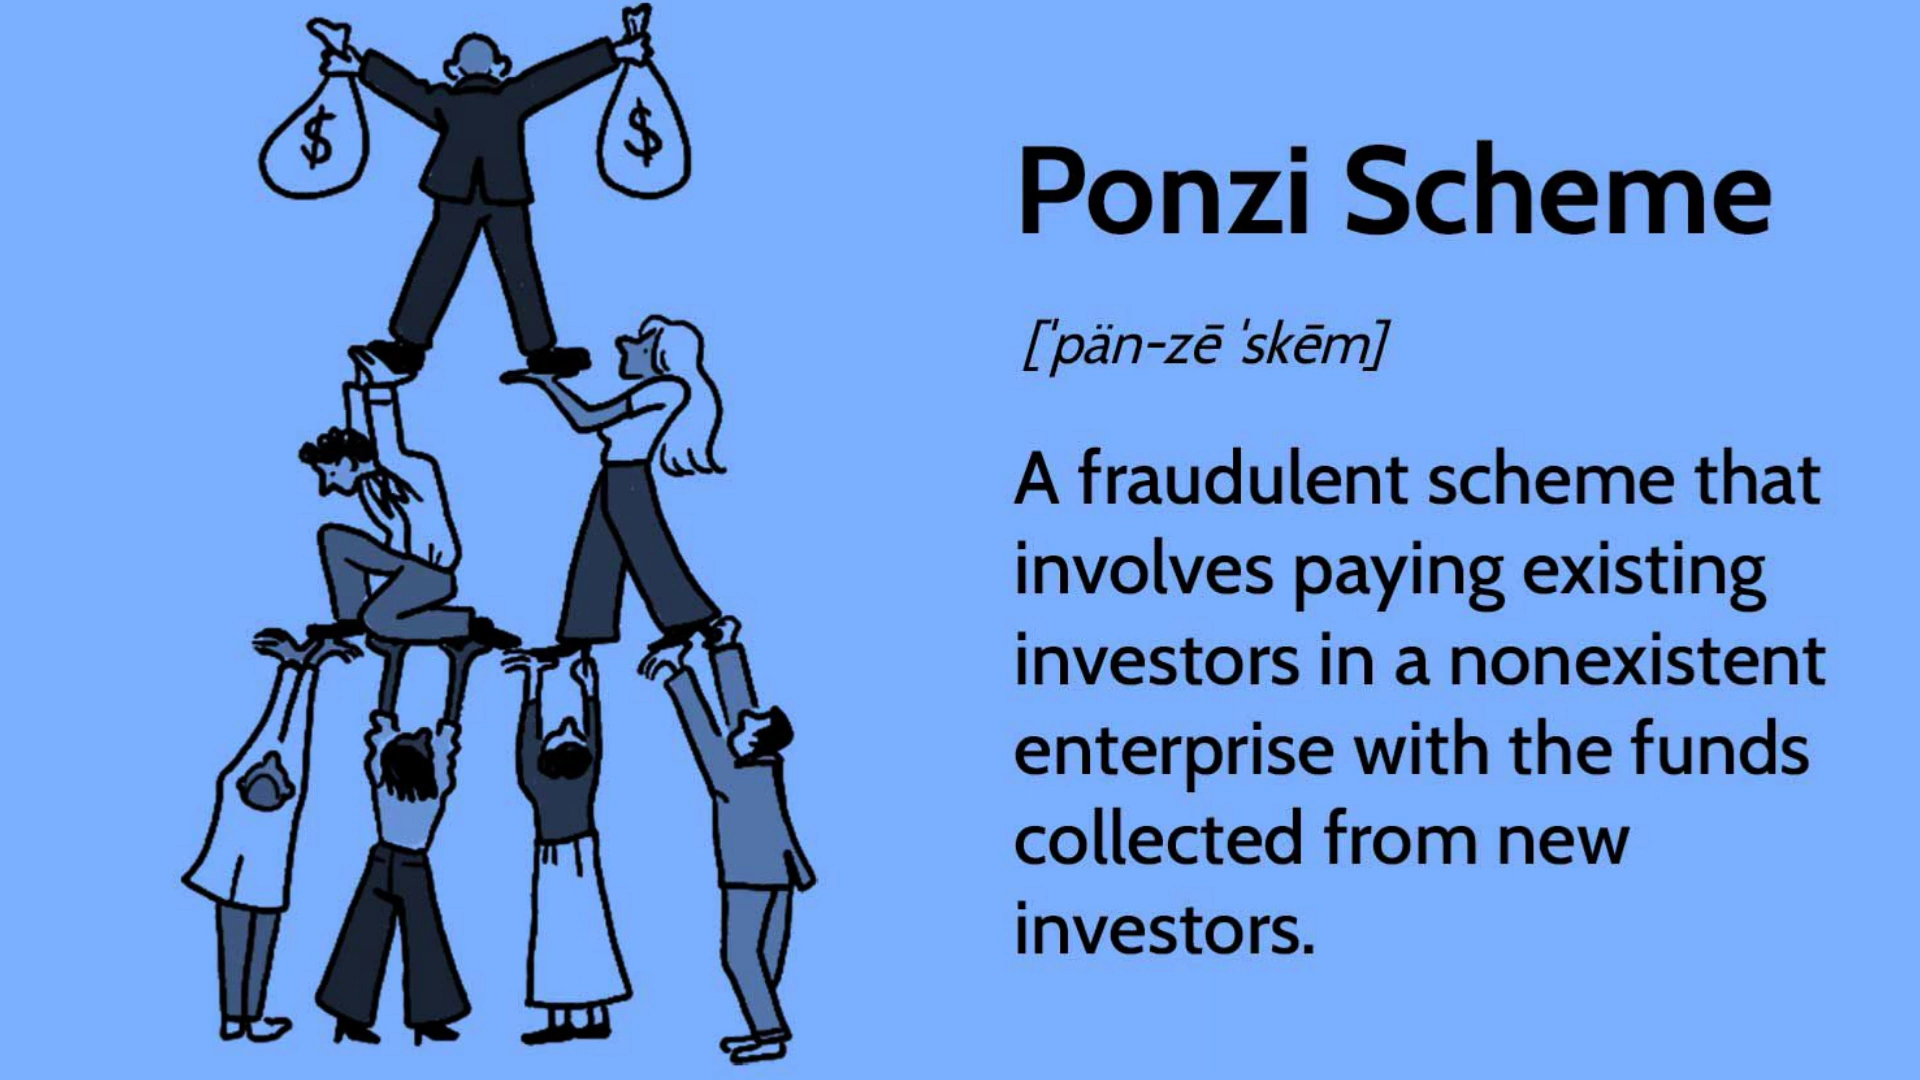 $ $
Ponzi Scheme
['pän-zē 'skēm]
A fraudulent scheme that
involves paying existing
investors in a nonexistent
enterprise with the funds
collected from new
investors.